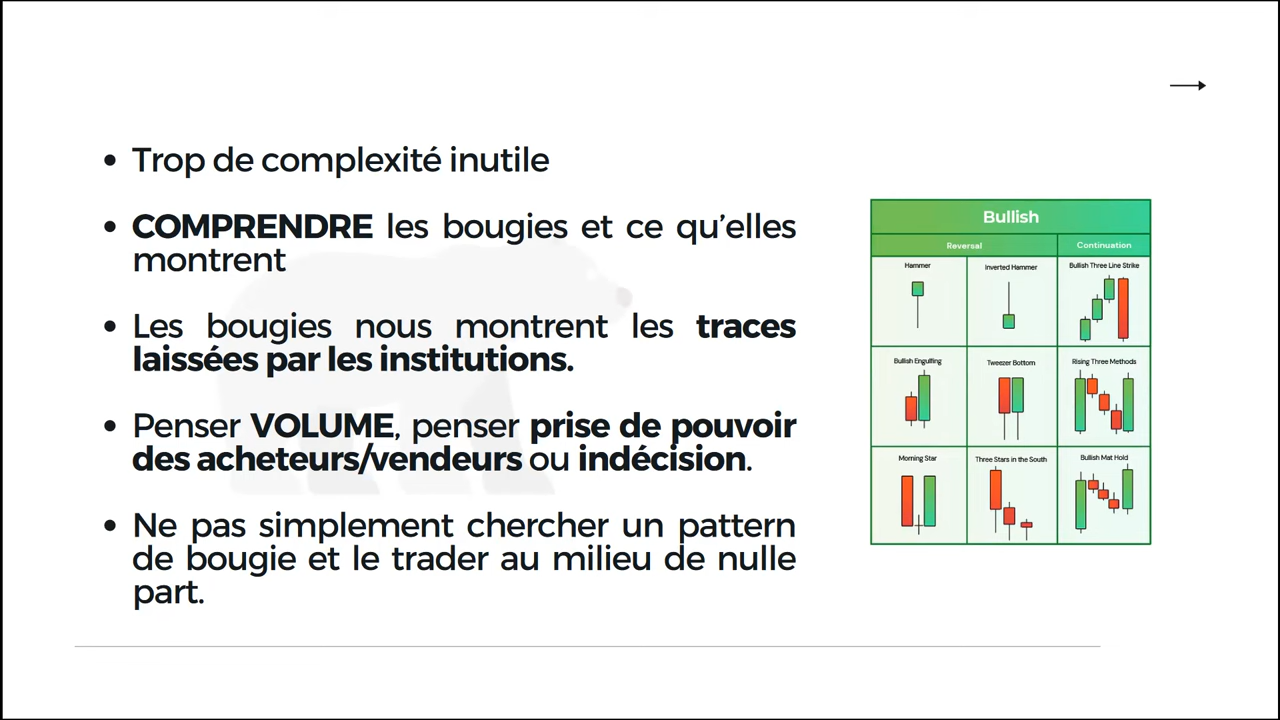 Trop de complexité inutile
COMPRENDRE les bougies et ce qu’elles
montrent
Les bougies nous montrent les traces
laissées par les institutions.
Penser VOLUME, penser prise de pouvoir
des acheteurs/vendeurs ou indécision.
Ne pas simplement chercher un pattern
de bougie et le trader au milieu de nulle
part.
Bullish
Reversal
Continuation
Hammer
Inverted Hammer
Bullish Three Line Strike
Bullish Engulfing
Tweezer Bottom
Rising Three Methods
Morning Star
Three Stars in the South
Bullish Mat Hold